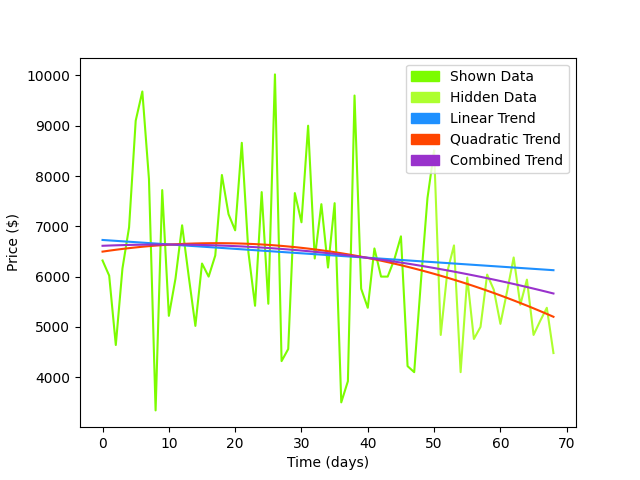 10000
9000
8000
7000
6000
5000
4000
Price ($)
0 10 20 30 40 50 60 70
Time (days)
Shown Data
Hidden Data
Linear Trend
Quadratic Trend
Combined Trend